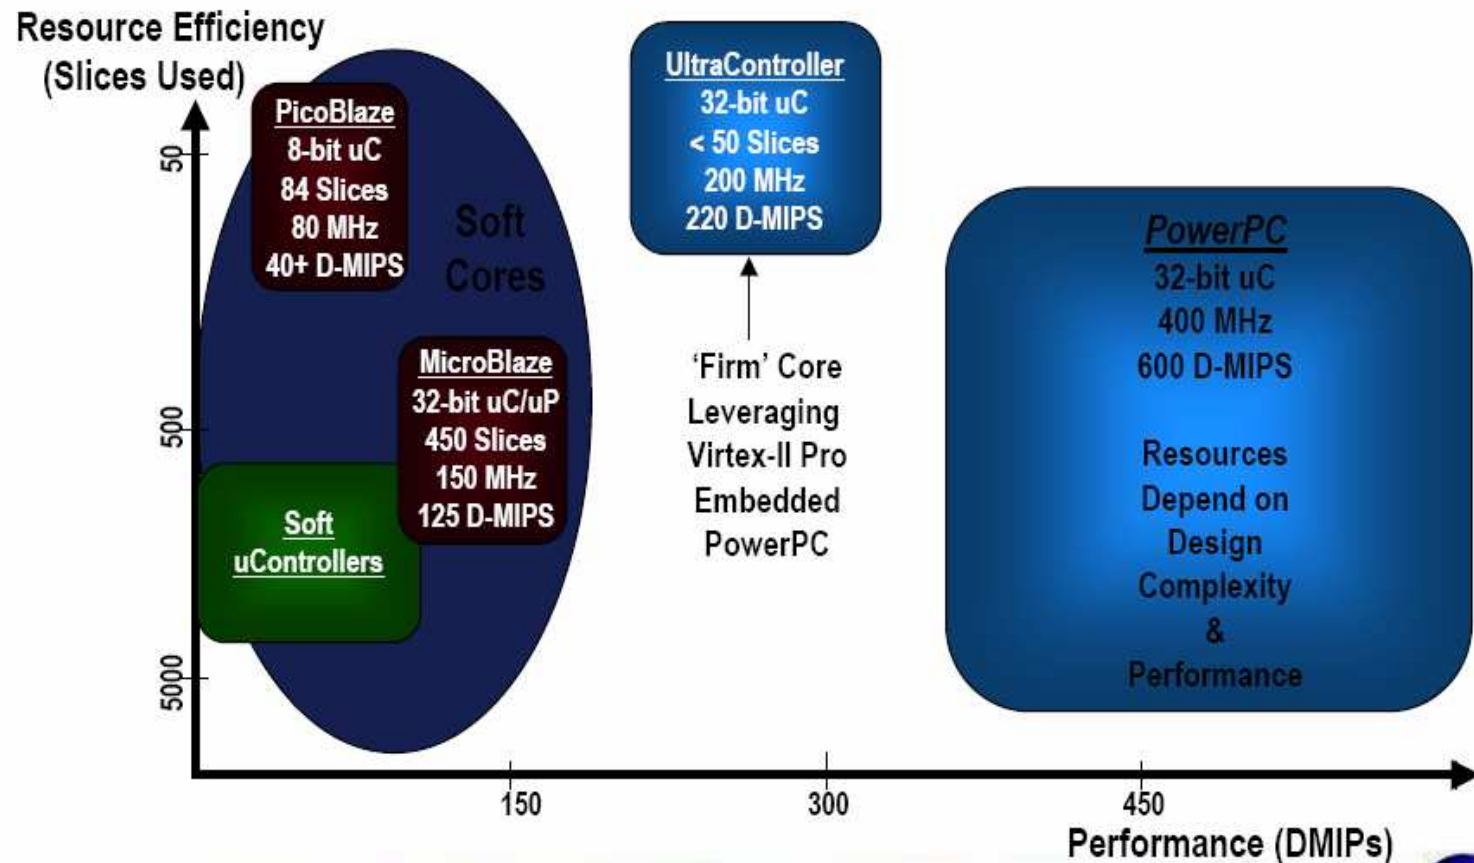 Resource Efficiency
(Slices Used)
50
500
5000
PicoBlaze
8-bit uC
84 Slices
80 MHz
40+ D-MIPS
Soft
Cores
MicroBlaze
32-bit uC/uP
450 Slices
150 MHz
125 D-MIPS
Soft
uControllers
UltraController
32-bit uC
< 50 Slices
200 MHz
220 D-MIPS
‘Firm’ Core
Leveraging
Virtex-II Pro
Embedded
PowerPC
PowerPC
32-bit uC
400 MHz
600 D-MIPS
Resources
Depend on
Design
Complexity
&
Performance
150
300
450
Performance (DMIPs)